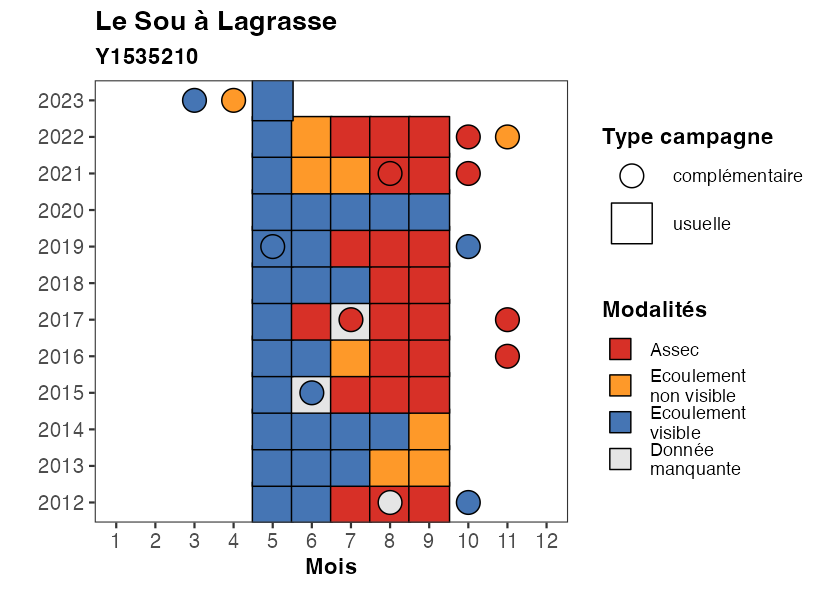 Le Sou à Lagrasse
Y1535210
2023
2022
2021
2020
2019
2018
2017
2016
2015
2014
2013
2012
1 2 3 4 5 6 7 8 9 10 11 12
Mois
Type campagne
complémentaire
usuelle
Modalités
Assec
Ecoulement
non visible
Ecoulement
visible
Donnée
manquante